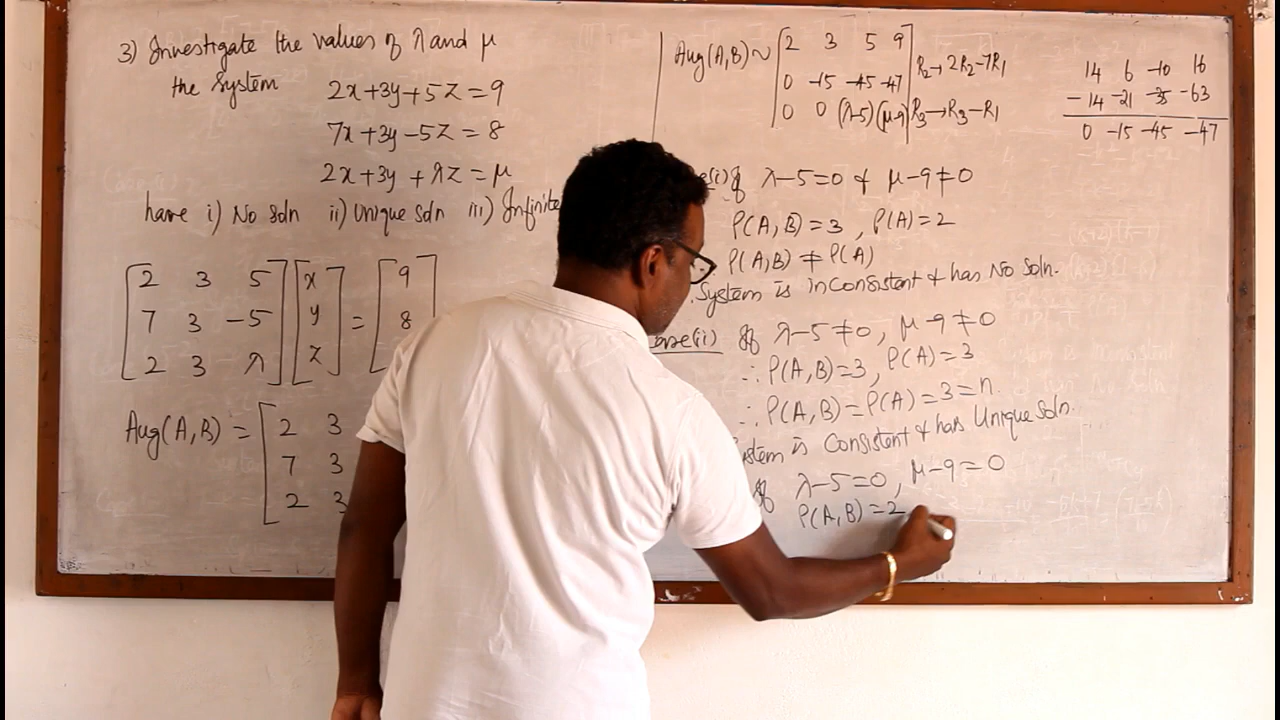 3) Investigate the values of λ and μ
the System
2x+3y+5z=9
7x+3y-5z=8
2x+3y+λz=μ
have i) No soln ii) Unique soln iii) Infinite
2 3 5 x 9
7 3 -5 y = 8
2 3 λ z
Aug(A,B) = 2 3
7 3
2 3
Aug(A,B) ~ 2 3 5 9
0 -15 -45 -47 R₂→2R₂-7R₁
0 0 (λ-5) (μ-9) R₃→R₃-R₁
14 6 -10 16
-14 -21 -35 -63
0 -15 -45 -47
(i) If λ-5=0 & μ-9≠0
ρ(A,B)=3, ρ(A)=2
ρ(A,B)≠ρ(A)
System is inconsistent & has No Soln.
Case(ii) If λ-5≠0, μ-9≠0
∴ ρ(A,B)=3, ρ(A)=3
∴ ρ(A,B)=ρ(A)=3=n.
System is Consistent & has Unique Soln.
If λ-5=0, μ-9=0
ρ(A,B)=2